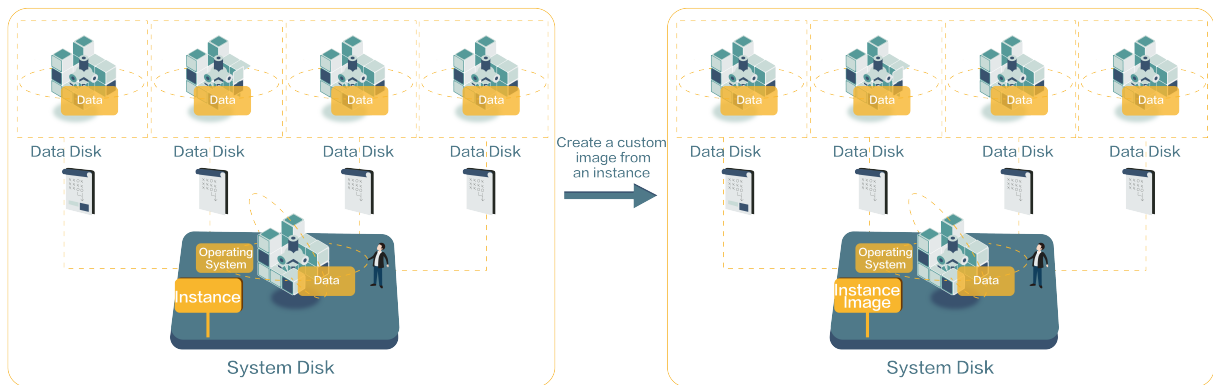 Data
Data
Data
Data
Data Disk
Data Disk
Data Disk
Data Disk
Operating
System
Data
Instance
System Disk
Create a custom
image from
an instance
Data
Data
Data
Data
Data Disk
Data Disk
Data Disk
Data Disk
Operating
System
Data
Instance
Image
System Disk